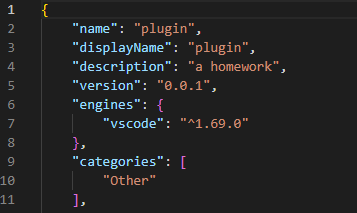 1 {
2     "name": "plugin",
3     "displayName": "plugin",
4     "description": "a homework",
5     "version": "0.0.1",
6     "engines": {
7         "vscode": "^1.69.0"
8     },
9     "categories": [
10         "Other"
11     ],